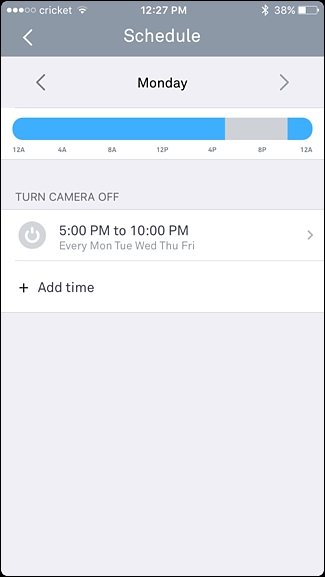 cricket 12:27 PM 38%
Schedule
Monday
12A 4A 8A 12P 4P 8P 12A
TURN CAMERA OFF
5:00 PM to 10:00 PM
Every Mon Tue Wed Thu Fri
+ Add time